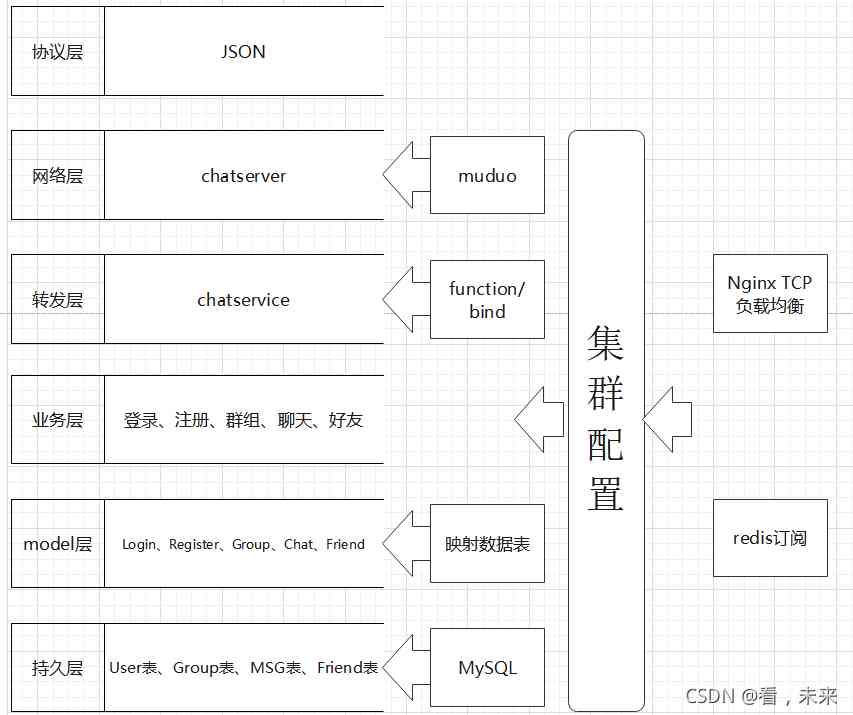 协议层
JSON
网络层
chatserver
muduo
转发层
chatservice
function/
bind
Nginx TCP
负载均衡
集
群
配
置
业务层
登录、注册、群组、聊天、好友
model层
Login、Register、Group、Chat、Friend
映射数据表
redis订阅
持久层
User表、Group表、MSG表、Friend表
MySQL
CSDN @看，未来